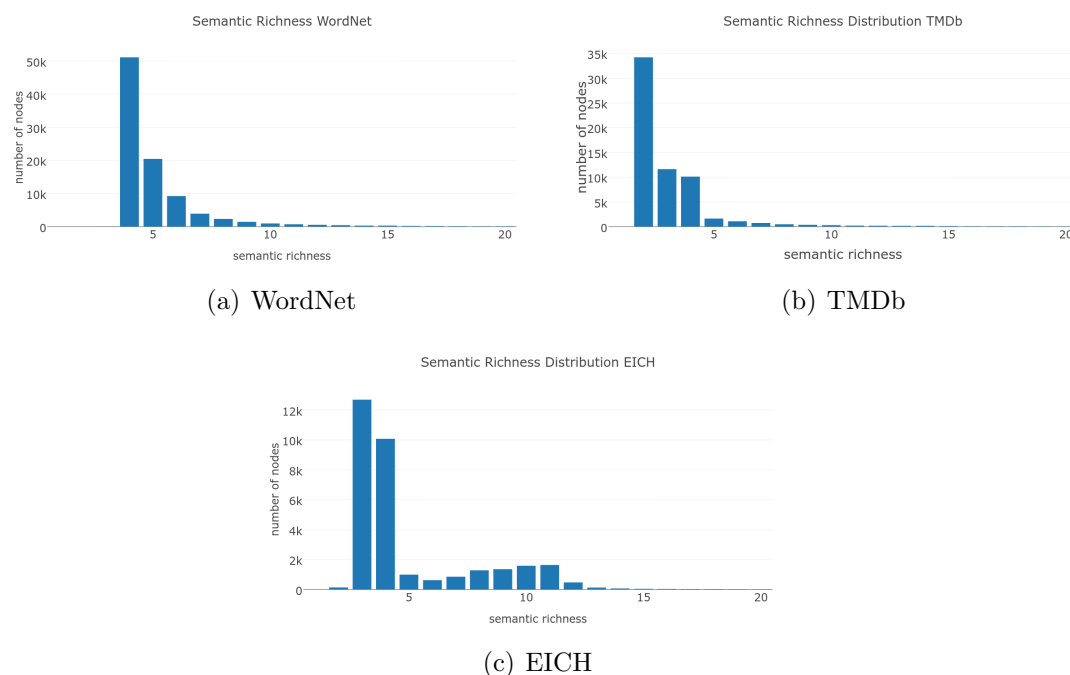 Semantic Richness WordNet
number of nodes
50k
40k
30k
20k
10k
0
5
10
15
20
semantic richness
(a) WordNet
Semantic Richness Distribution TMDb
number of nodes
35k
30k
25k
20k
15k
10k
5k
0
5
10
15
20
semantic richness
(b) TMDb
Semantic Richness Distribution EICH
number of nodes
12k
10k
8k
6k
4k
2k
0
5
10
15
20
semantic richness
(c) EICH